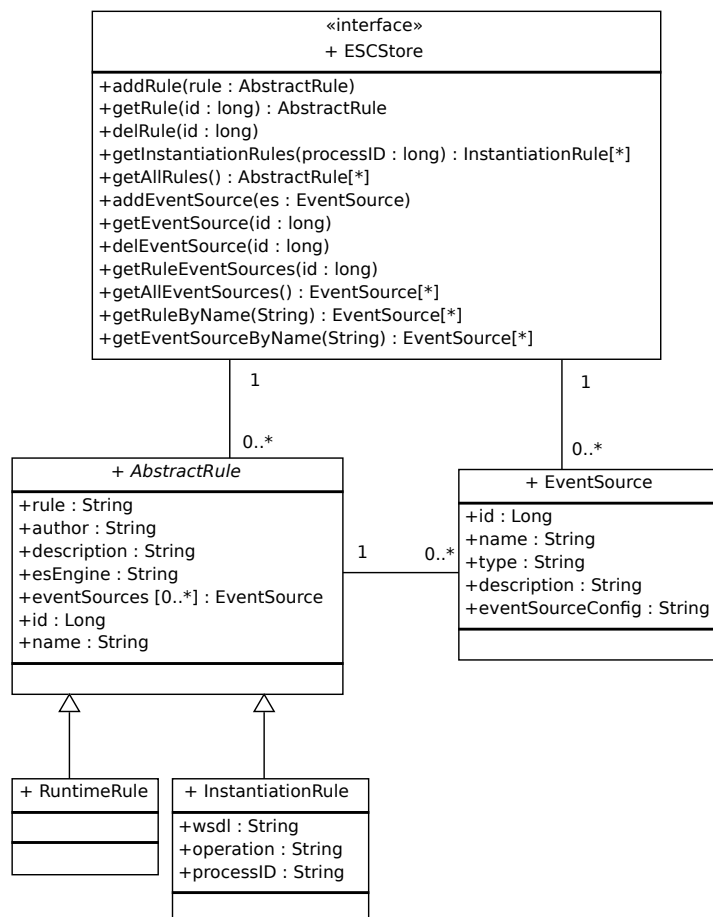 «interface»
+ ESCStore
+addRule(rule : AbstractRule)
+getRule(id : long) : AbstractRule
+delRule(id : long)
+getInstantiationRules(processID : long) : InstantiationRule[*]
+getAllRules() : AbstractRule[*]
+addEventSource(es : EventSource)
+getEventSource(id : long)
+delEventSource(id : long)
+getRuleEventSources(id : long)
+getAllEventSources() : EventSource[*]
+getRuleByName(String) : EventSource[*]
+getEventSourceByName(String) : EventSource[*]
1
1
0..*
0..*
+ AbstractRule
+rule : String
+author : String
+description : String
+esEngine : String
+eventSources [0..*] : EventSource
+id : Long
+name : String
1
0..*
+ EventSource
+id : Long
+name : String
+type : String
+description : String
+eventSourceConfig : String
+ RuntimeRule
+ InstantiationRule
+wsdl : String
+operation : String
+processID : String